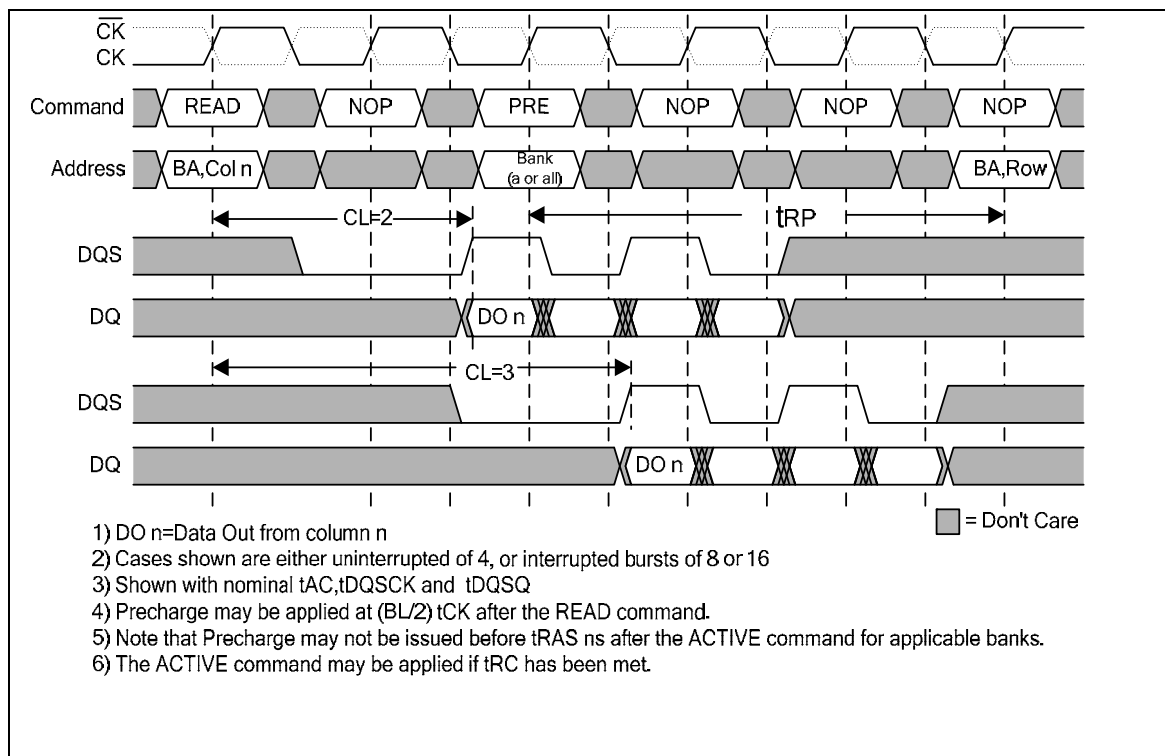 CK
CK
Command READ NOP PRE NOP NOP NOP
Address BA,Col n Bank (a or all) BA,Row
CL=2 tRP
DQS
DQ DO n
CL=3
DQS
DQ DO n
= Don't Care
1) DO n=Data Out from column n
2) Cases shown are either uninterrupted of 4, or interrupted bursts of 8 or 16
3) Shown with nominal tAC,tDQSCK and tDQSQ
4) Precharge may be applied at (BL/2) tCK after the READ command.
5) Note that Precharge may not be issued before tRAS ns after the ACTIVE command for applicable banks.
6) The ACTIVE command may be applied if tRC has been met.